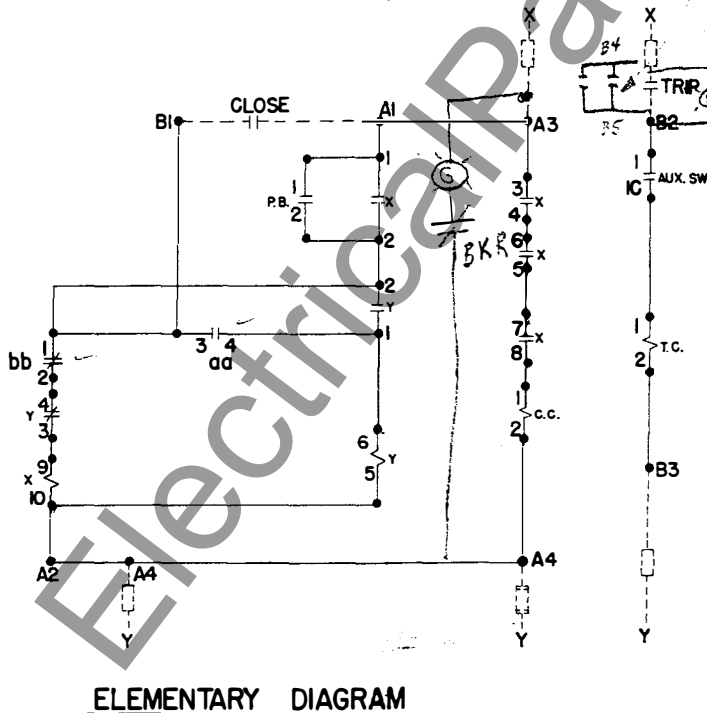 X X
B4
TRIP
B1 CLOSE A1 A3 B5 B2
1 1 1
P.B. 1 2 X G 3 X 1C AUX. SW
2 4
2 BKR 6 X
Y 5
1 3 4 1 7 X 1
bb aa 8 T.C.
2 2
4 1
Y C.C.
3 6 Y 2
9 5 B3
X
10
A2 A4 A4
Y Y Y
ELEMENTARY DIAGRAM
ElectricalPa